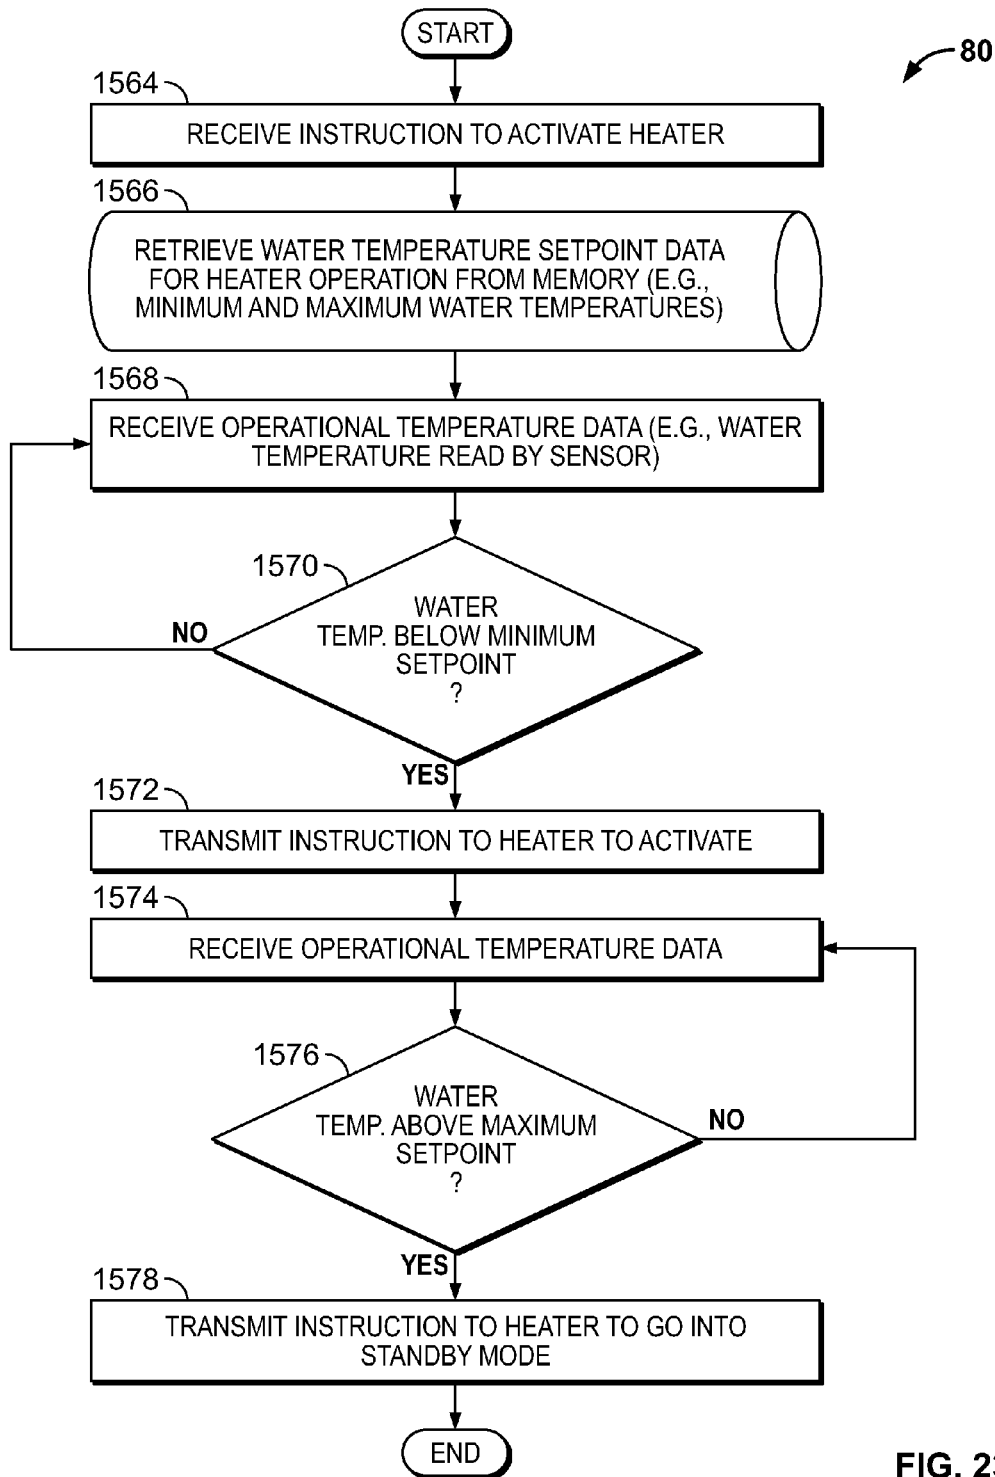 START
80
1564
RECEIVE INSTRUCTION TO ACTIVATE HEATER
1566
RETRIEVE WATER TEMPERATURE SETPOINT DATA
FOR HEATER OPERATION FROM MEMORY (E.G.,
MINIMUM AND MAXIMUM WATER TEMPERATURES)
1568
RECEIVE OPERATIONAL TEMPERATURE DATA (E.G., WATER
TEMPERATURE READ BY SENSOR)
1570
WATER
TEMP. BELOW MINIMUM
SETPOINT
?
NO
YES
1572
TRANSMIT INSTRUCTION TO HEATER TO ACTIVATE
1574
RECEIVE OPERATIONAL TEMPERATURE DATA
1576
WATER
TEMP. ABOVE MAXIMUM
SETPOINT
?
NO
YES
1578
TRANSMIT INSTRUCTION TO HEATER TO GO INTO
STANDBY MODE
END
FIG.